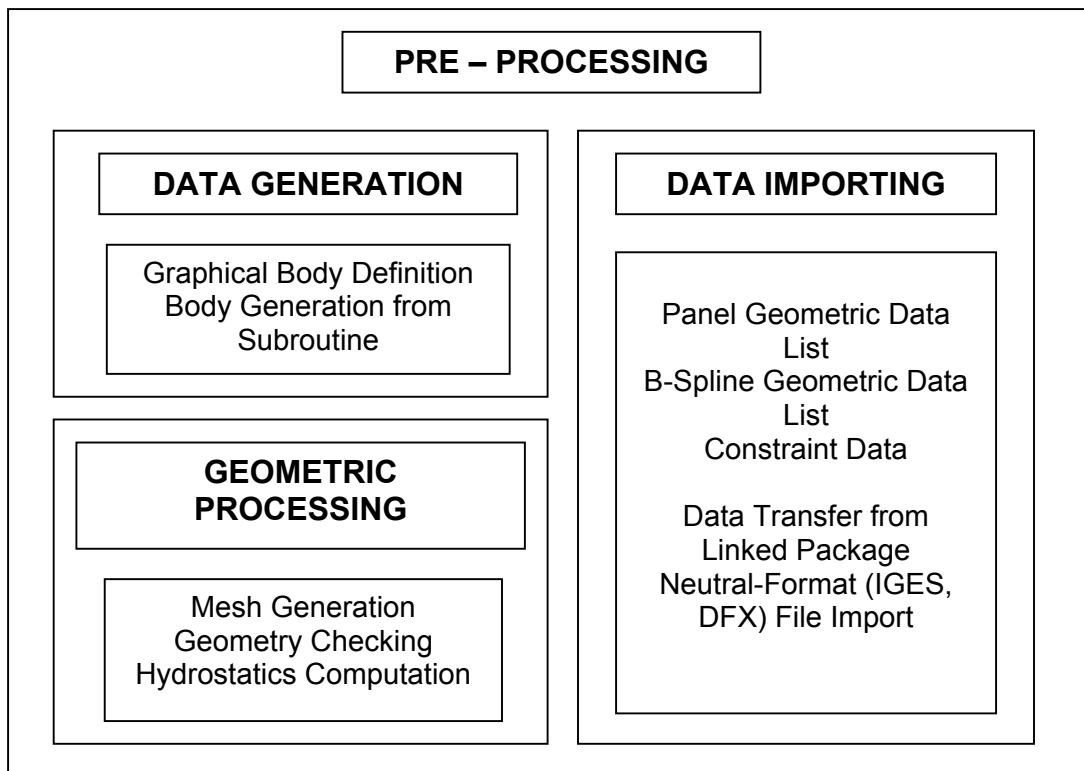 PRE – PROCESSING
DATA GENERATION
Graphical Body Definition
Body Generation from
Subroutine
GEOMETRIC
PROCESSING
Mesh Generation
Geometry Checking
Hydrostatics Computation
DATA IMPORTING
Panel Geometric Data
List
B-Spline Geometric Data
List
Constraint Data
Data Transfer from
Linked Package
Neutral-Format (IGES,
DFX) File Import